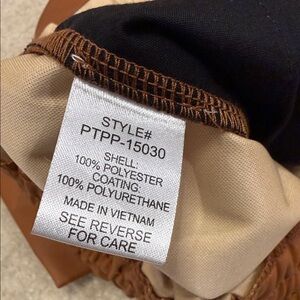 STYLE#
PTPP-15030
SHELL:
100% POLYESTER
COATING:
100% POLYURETHANE
MADE IN VIETNAM
SEE REVERSE
FOR CARE